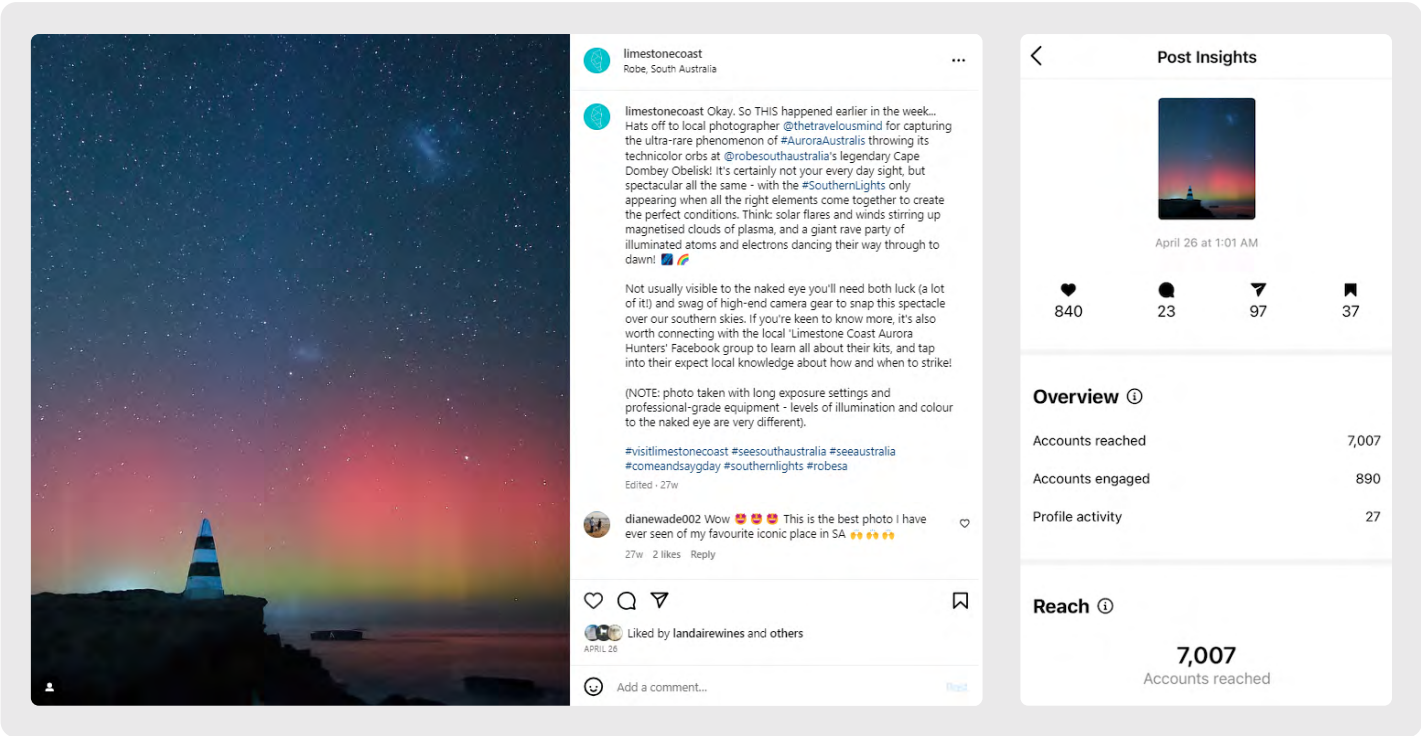 limestonecoast
Robe, South Australia
limestonecoast Okay. So THIS happened earlier in the week...
Hats off to local photographer @thetravelousmind for capturing
the ultra-rare phenomenon of #AuroraAustralis throwing its
technicolor orbs at @robesouthaustralia's legendary Cape
Dombey Obelisk! It's certainly not your every day sight, but
spectacular all the same - with the #SouthernLights only
appearing when all the right elements come together to create
the perfect conditions. Think: solar flares and winds stirring up
magnetised clouds of plasma, and a giant rave party of
illuminated atoms and electrons dancing their way through to
dawn! 🌌 🌈
Not usually visible to the naked eye you'll need both luck (a lot
of it!) and swag of high-end camera gear to snap this spectacle
over our southern skies. If you're keen to know more, it's also
worth connecting with the local 'Limestone Coast Aurora
Hunters' Facebook group to learn all about their kits, and tap
into their expect local knowledge about how and when to strike!
(NOTE: photo taken with long exposure settings and
professional-grade equipment - levels of illumination and colour
to the naked eye are very different).
#visitlimestonecoast #seesouthaustralia #seeaustralia
#comeandsaygday #southernlights #robesa
Edited · 27w
dianewade002 Wow 🤩 🤩 🤩 This is the best photo I have
ever seen of my favourite iconic place in SA 🙌 🙌 🙌
27w 2 likes Reply
Liked by landairewines and others
APRIL 26
Add a comment...
Post
Post Insights
April 26 at 1:01 AM
840 23 97 37
Overview
Accounts reached 7,007
Accounts engaged 890
Profile activity 27
Reach
7,007
Accounts reached